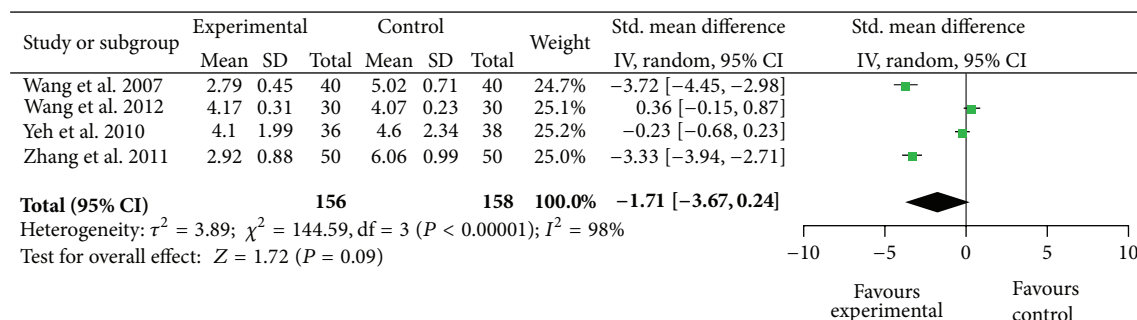 Study or subgroup Experimental Control Weight Std. mean difference Std. mean difference
Mean SD Total Mean SD Total IV, random, 95% CI IV, random, 95% CI
Wang et al. 2007 2.79 0.45 40 5.02 0.71 40 24.7% −3.72 [−4.45, −2.98]
Wang et al. 2012 4.17 0.31 30 4.07 0.23 30 25.1% 0.36 [−0.15, 0.87]
Yeh et al. 2010 4.1 1.99 36 4.6 2.34 38 25.2% −0.23 [−0.68, 0.23]
Zhang et al. 2011 2.92 0.88 50 6.06 0.99 50 25.0% −3.33 [−3.94, −2.71]
Total (95% CI) 156 158 100.0% −1.71 [−3.67, 0.24]
Heterogeneity: τ² = 3.89; χ² = 144.59, df = 3 (P < 0.00001); I² = 98%
Test for overall effect: Z = 1.72 (P = 0.09)
−10 −5 0 5 10
Favours experimental
Favours control